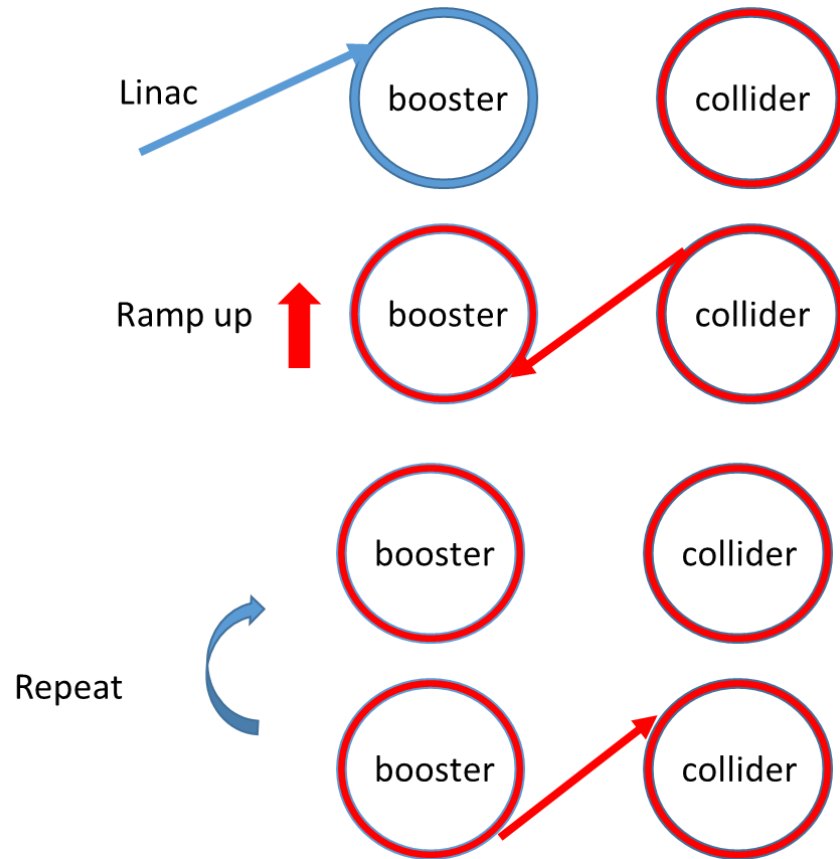 Linac
booster
collider
Ramp up
booster
collider
booster
collider
Repeat
booster
collider